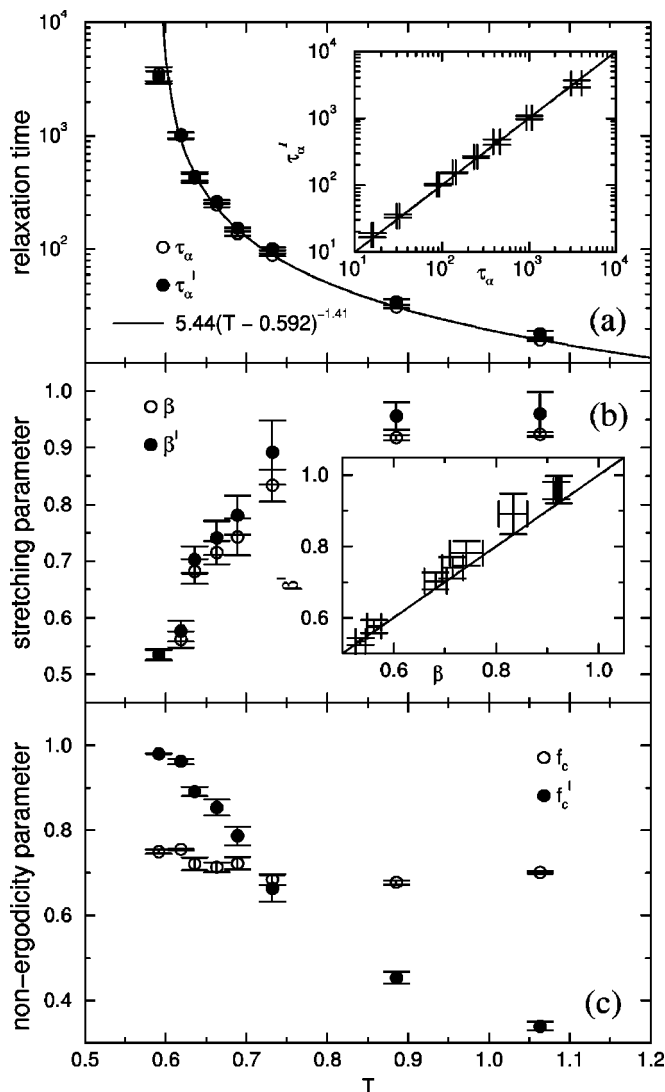 10⁴
10³
10²
relaxation time
τα
τα'
5.44(T − 0.592)^−1.41
(a)
10⁴
10³
10²
10¹
τα'
10¹ 10² 10³ 10⁴
τα
1.0
0.9
0.8
0.7
0.6
0.5
stretching parameter
β
β'
(b)
1.0
0.8
0.6
β'
0.6 0.8 1.0
β
1.0
0.8
0.6
0.4
non−ergodicity parameter
fc
fc'
(c)
0.5 0.6 0.7 0.8 0.9 1.0 1.1 1.2
T